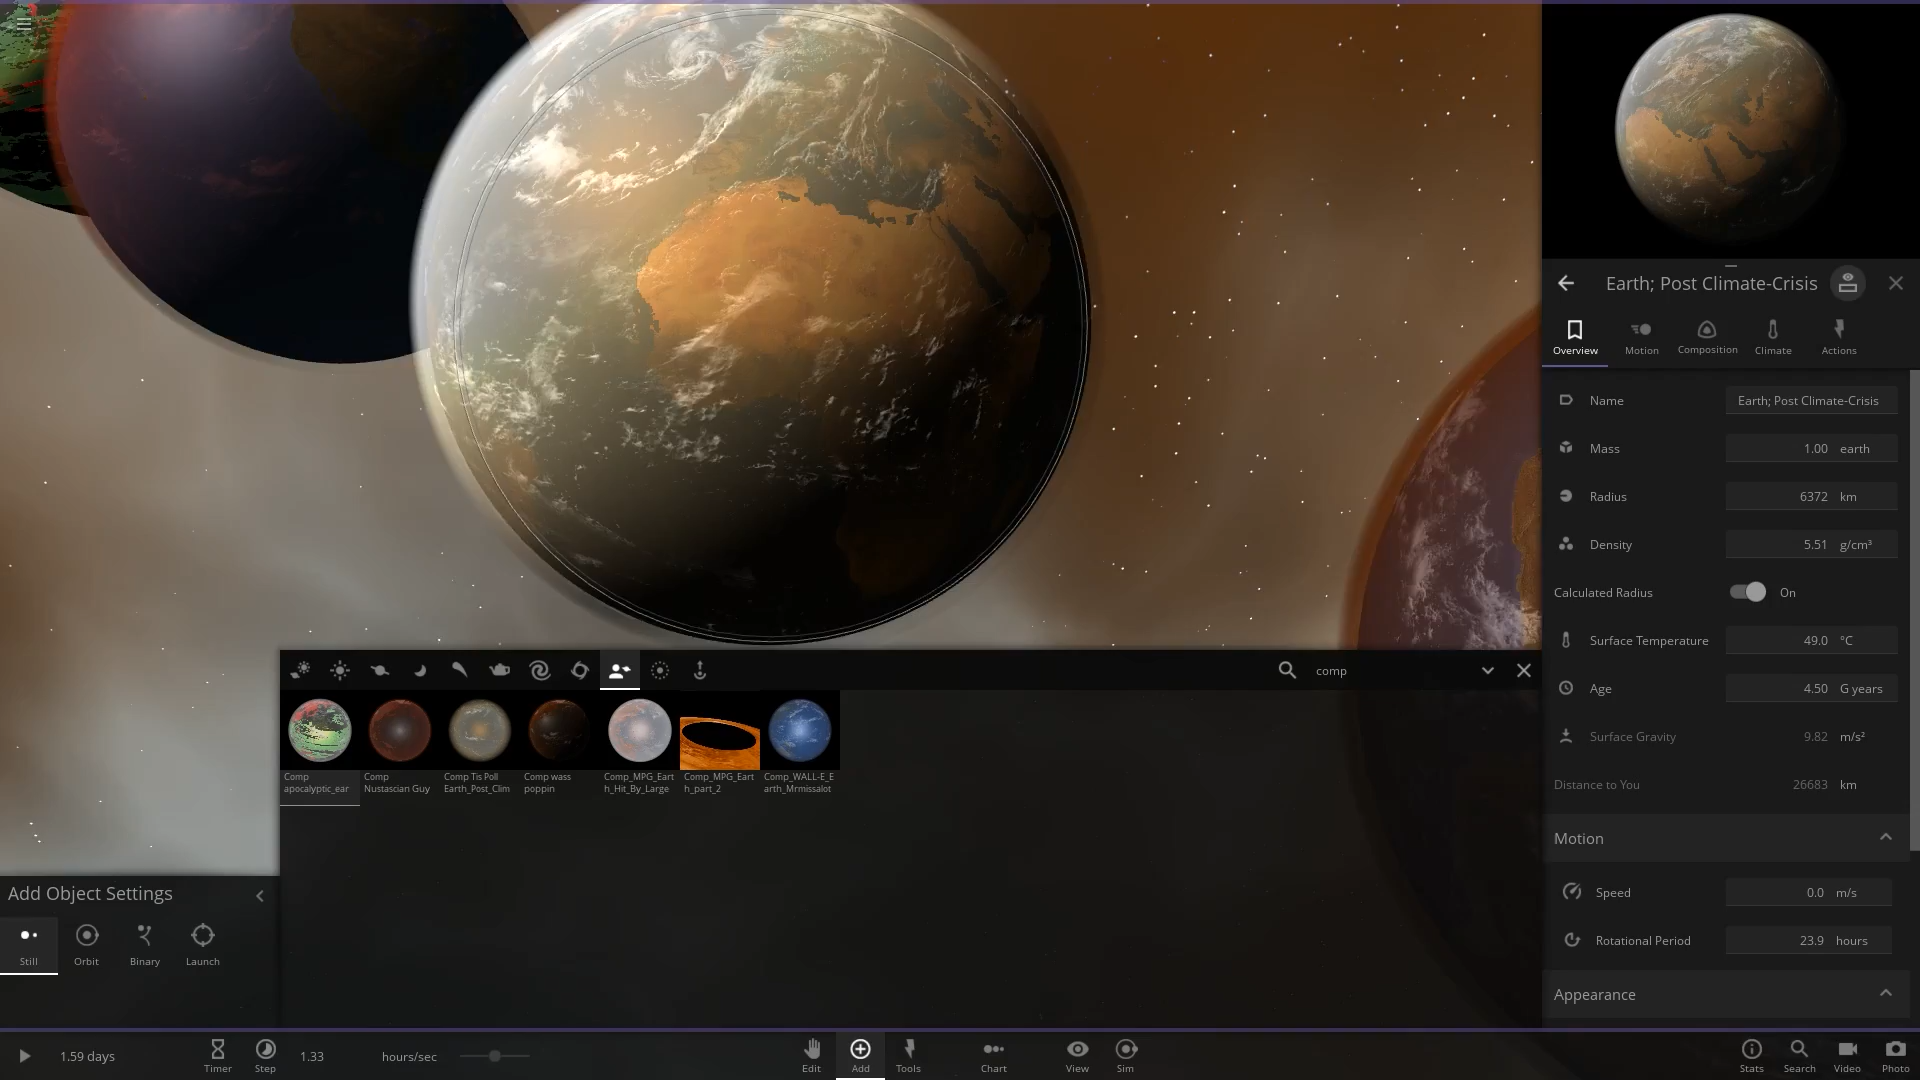 Earth; Post Climate-Crisis
Overview
Motion
Composition
Climate
Actions
Name
Earth; Post Climate-Crisis
Mass
1.00 earth
Radius
6372 km
Density
5.51 g/cm³
Calculated Radius
On
Surface Temperature
49.0 °C
Age
4.50 G years
Surface Gravity
9.82 m/s²
Distance to You
26683 km
Motion
Speed
0.0 m/s
Rotational Period
23.9 hours
Appearance
comp
Comp
apocalyptic_ear
Comp
Nustascian Guy
Comp Tis Poll
Earth_Post_Clim
Comp wass
poppin
Comp_MPG_Eart
h_Hit_By_Large
Comp_MPG_Eart
h_part_2
Comp_WALL-E_E
arth_Mrmissalot
Add Object Settings
Still
Orbit
Binary
Launch
1.59 days
Timer
Step
1.33
hours/sec
Edit
Add
Tools
Chart
View
Sim
Stats
Search
Video
Photo